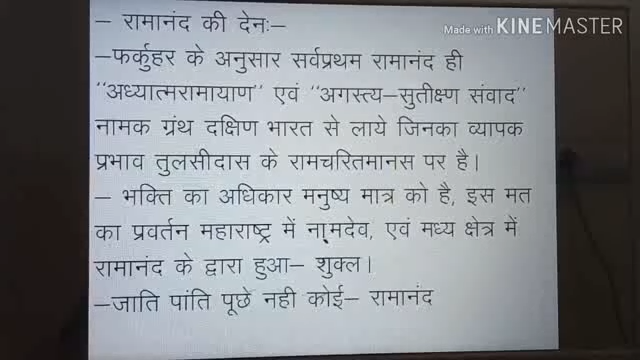 Made with KINEMASTER
– रामानंद की देनः–
–फर्कुहर के अनुसार सर्वप्रथम रामानंद ही
"अध्यात्मरामायाण" एवं "अगस्त्य–सुतीक्ष्ण संवाद"
नामक ग्रंथ दक्षिण भारत से लाये जिनका व्यापक
प्रभाव तुलसीदास के रामचरितमानस पर है।
– भक्ति का अधिकार मनुष्य मात्र को है, इस मत
का प्रवर्तन महाराष्ट्र में नामदेव, एवं मध्य क्षेत्र में
रामानंद के द्वारा हुआ– शुक्ल।
–जाति पांति पूछे नही कोई– रामानंद